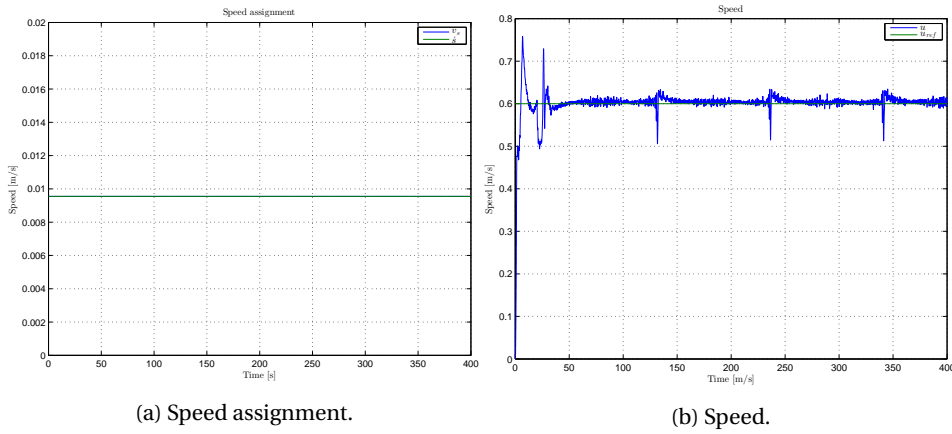 Speed assignment
0.02
0.018
0.016
0.014
0.012
0.01
0.008
0.006
0.004
0.002
0
Speed [m/s]
v_s
ṡ
0 50 100 150 200 250 300 350 400
Time [s]
(a) Speed assignment.
Speed
0.8
0.7
0.6
0.5
0.4
0.3
0.2
0.1
0
Speed [m/s]
u
u_ref
0 50 100 150 200 250 300 350 400
Time [m/s]
(b) Speed.